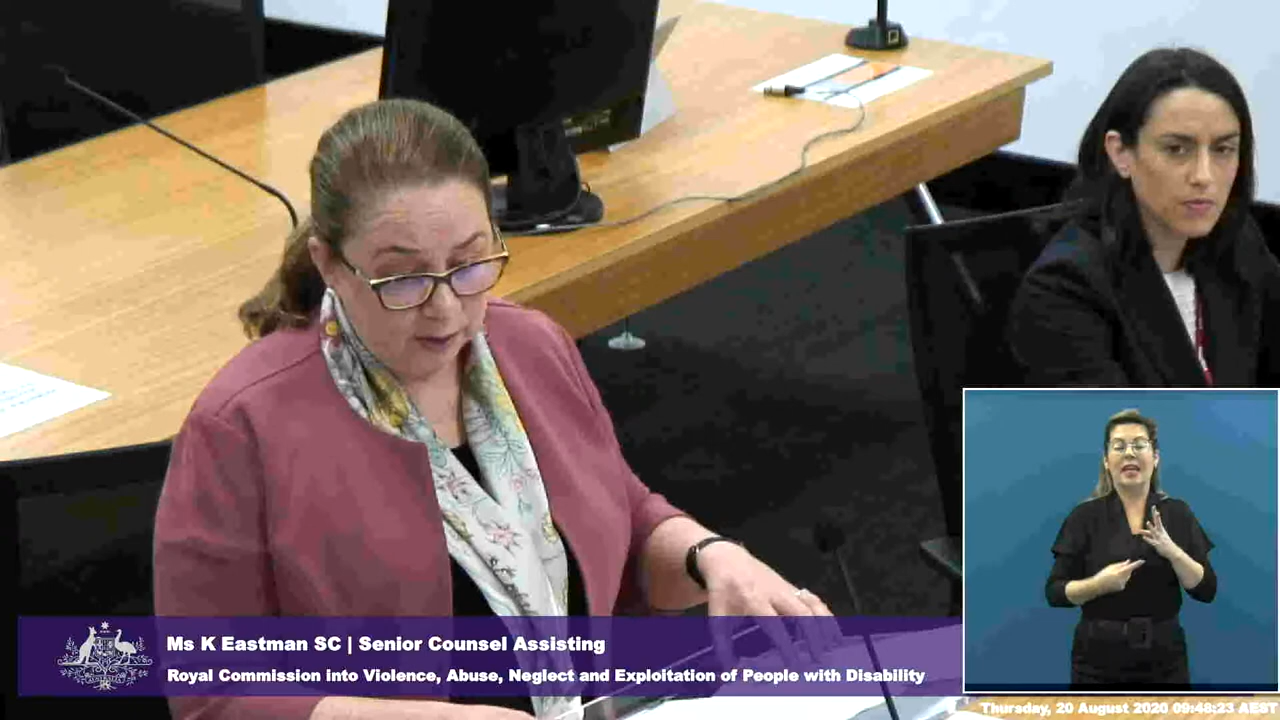 Ms K Eastman SC | Senior Counsel Assisting
Royal Commission into Violence, Abuse, Neglect and Exploitation of People with Disability
Thursday, 20 August 2020 09:48:23 AEST